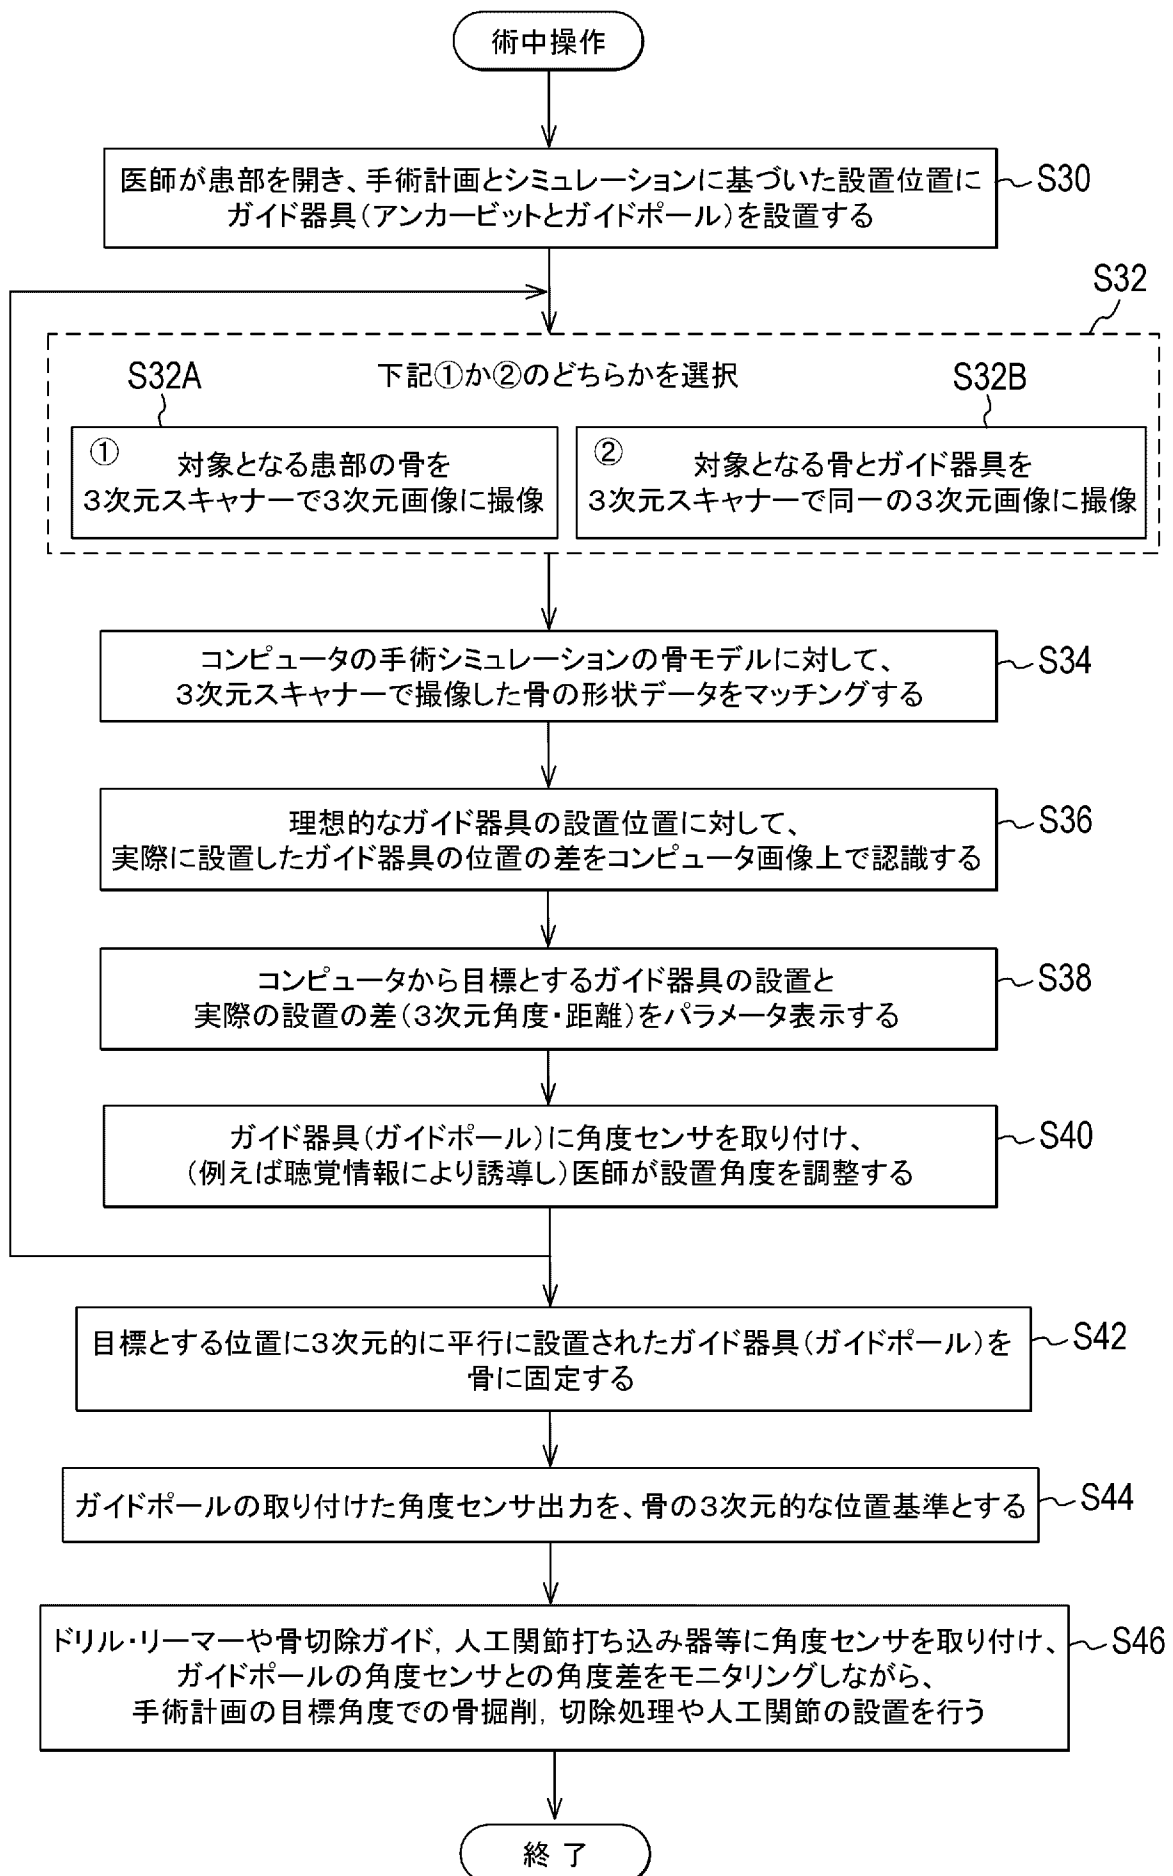 術中操作
医師が患部を開き、手術計画とシミュレーションに基づいた設置位置に
ガイド器具(アンカービットとガイドポール)を設置する
S30
S32
下記①か②のどちらかを選択
S32A
①
対象となる患部の骨を
3次元スキャナーで3次元画像に撮像
S32B
②
対象となる骨とガイド器具を
3次元スキャナーで同一の3次元画像に撮像
コンピュータの手術シミュレーションの骨モデルに対して、
3次元スキャナーで撮像した骨の形状データをマッチングする
S34
理想的なガイド器具の設置位置に対して、
実際に設置したガイド器具の位置の差をコンピュータ画像上で認識する
S36
コンピュータから目標とするガイド器具の設置と
実際の設置の差(3次元角度・距離)をパラメータ表示する
S38
ガイド器具(ガイドポール)に角度センサを取り付け、
(例えば聴覚情報により誘導し)医師が設置角度を調整する
S40
目標とする位置に3次元的に平行に設置されたガイド器具(ガイドポール)を
骨に固定する
S42
ガイドポールの取り付けた角度センサ出力を、骨の3次元的な位置基準とする
S44
ドリル・リーマーや骨切除ガイド,人工関節打ち込み器等に角度センサを取り付け、
ガイドポールの角度センサとの角度差をモニタリングしながら、
手術計画の目標角度での骨掘削,切除処理や人工関節の設置を行う
S46
終了